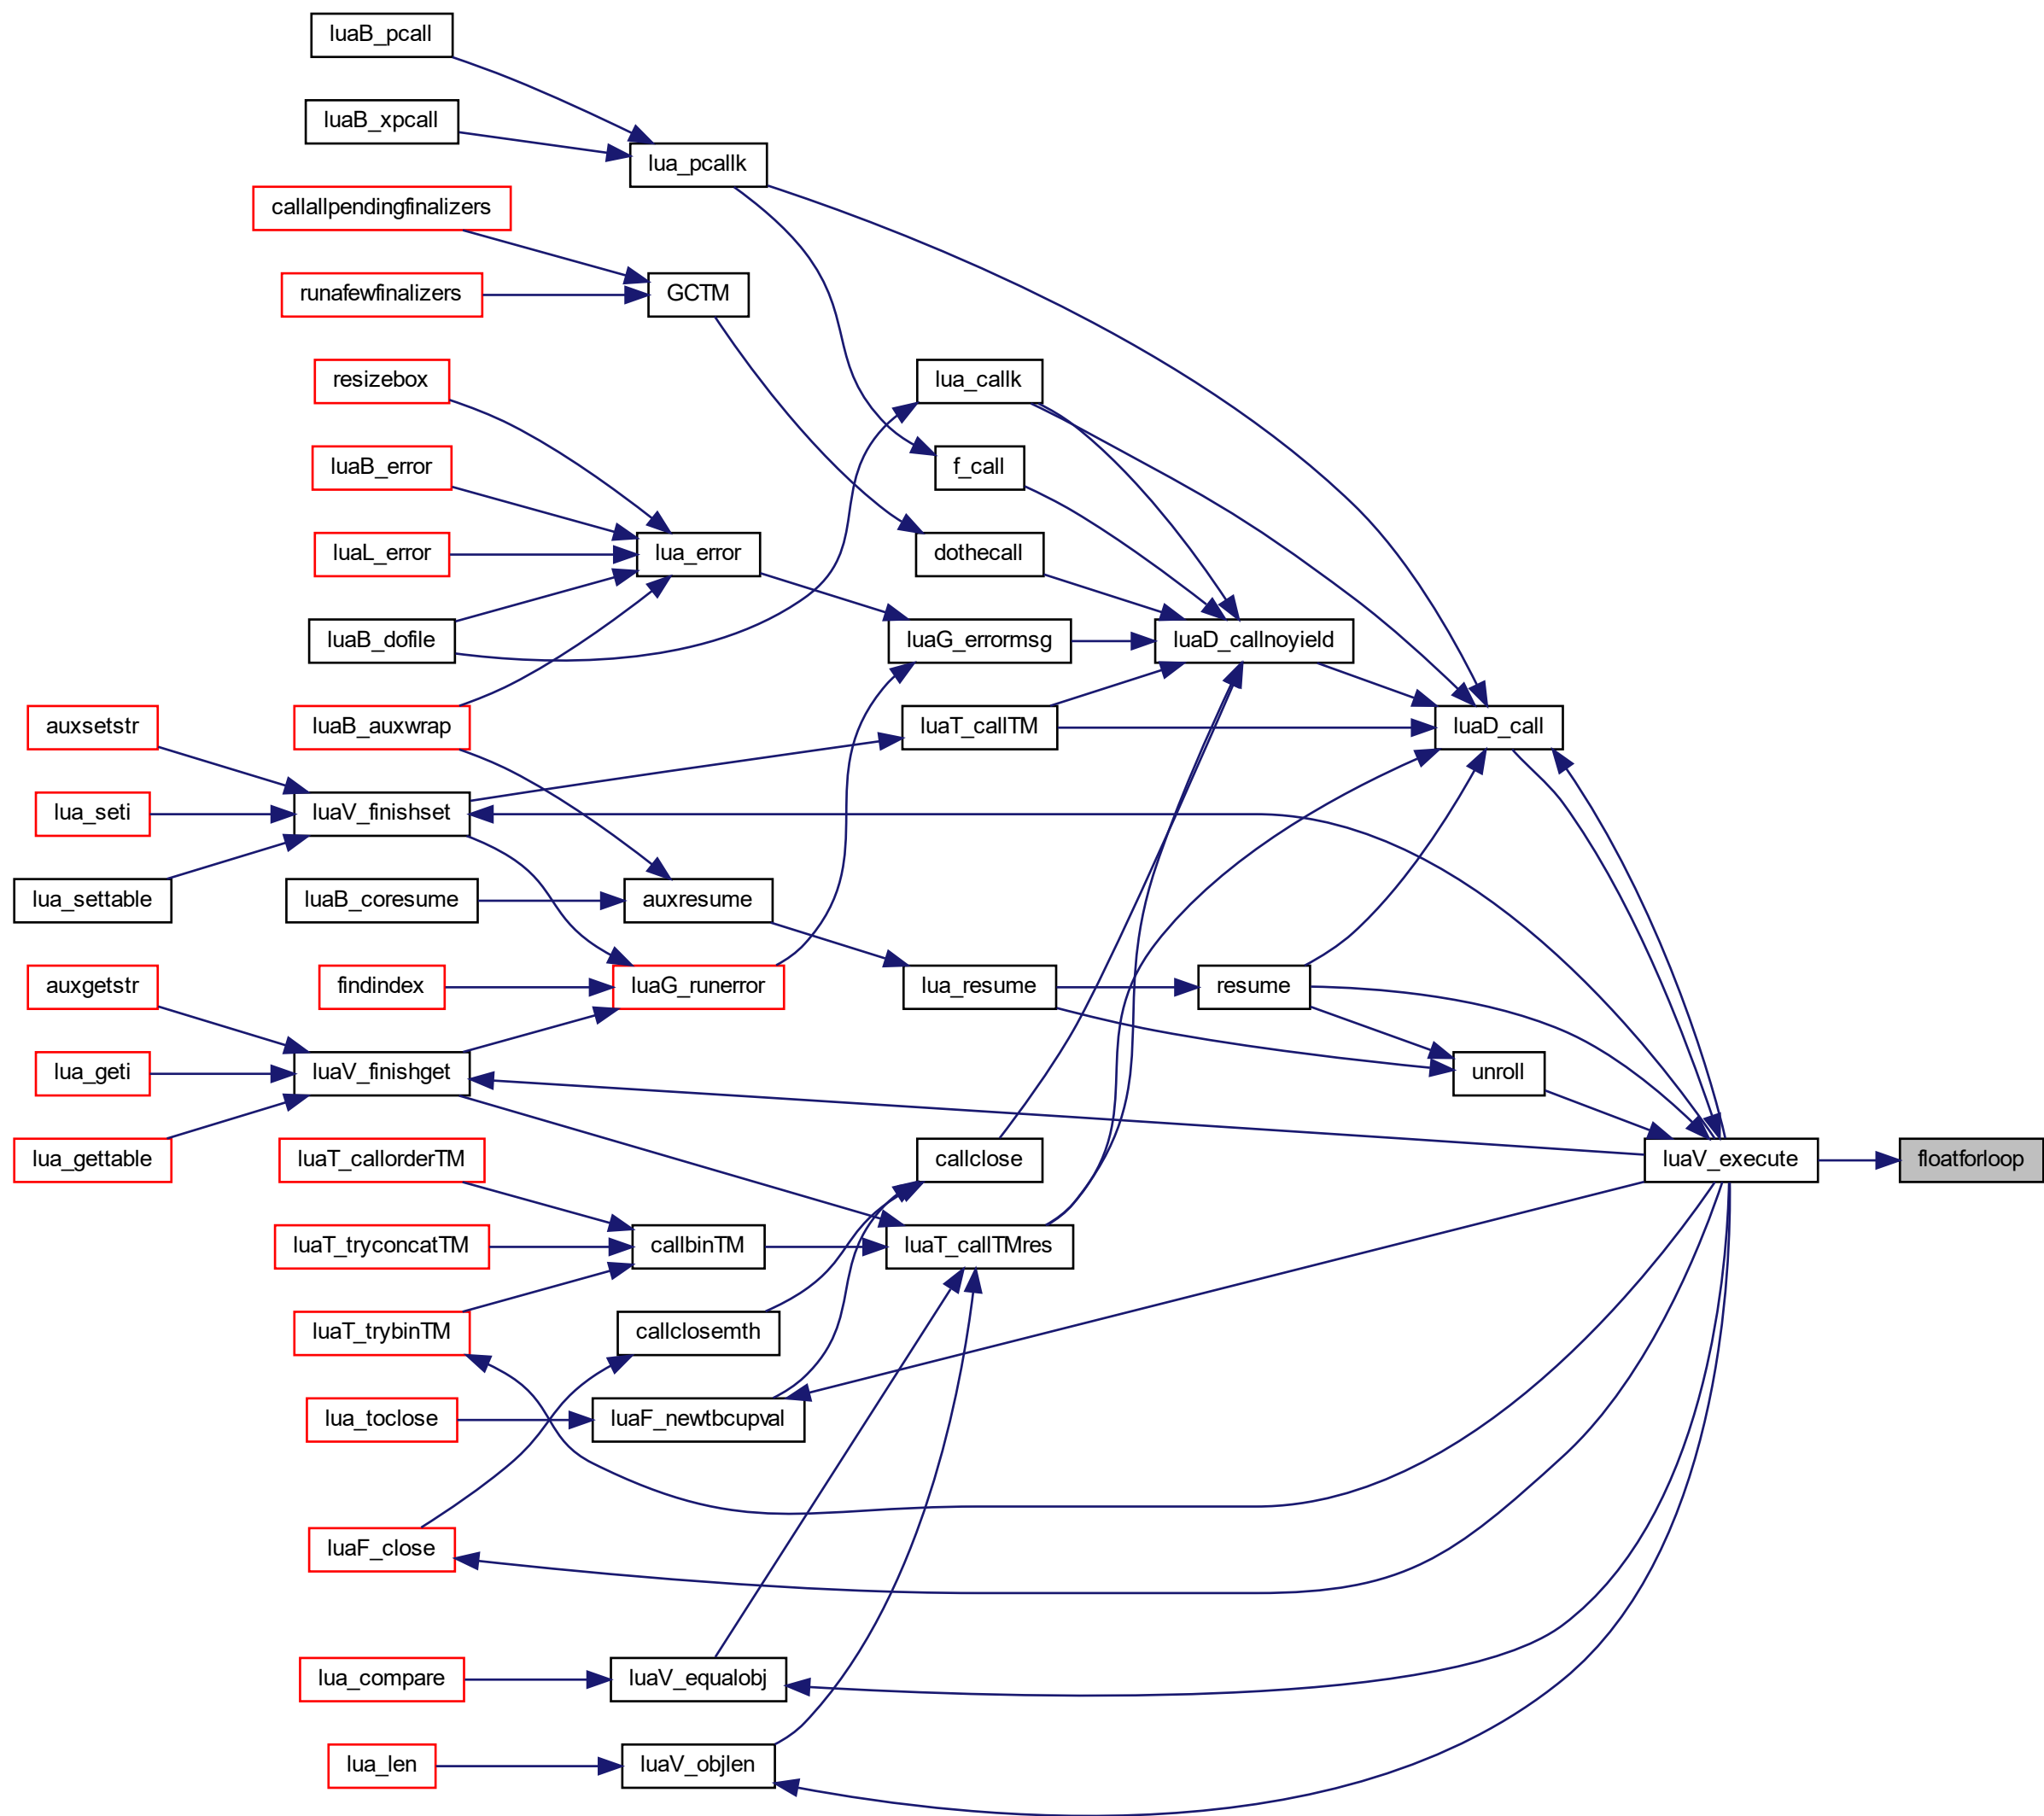 luaB_pcall
luaB_xpcall
lua_pcallk
callallpendingfinalizers
runafewfinalizers
GCTM
resizebox
lua_callk
luaB_error
f_call
luaL_error
lua_error
dothecall
luaB_dofile
luaG_errormsg
luaD_callnoyield
auxsetstr
luaB_auxwrap
luaT_callTM
luaD_call
lua_seti
luaV_finishset
lua_settable
luaB_coresume
auxresume
auxgetstr
findindex
luaG_runerror
lua_resume
resume
lua_geti
luaV_finishget
unroll
lua_gettable
luaT_callorderTM
callclose
luaV_execute
floatforloop
luaT_tryconcatTM
callbinTM
luaT_callTMres
luaT_trybinTM
callclosemth
lua_toclose
luaF_newtbcupval
luaF_close
lua_compare
luaV_equalobj
lua_len
luaV_objlen